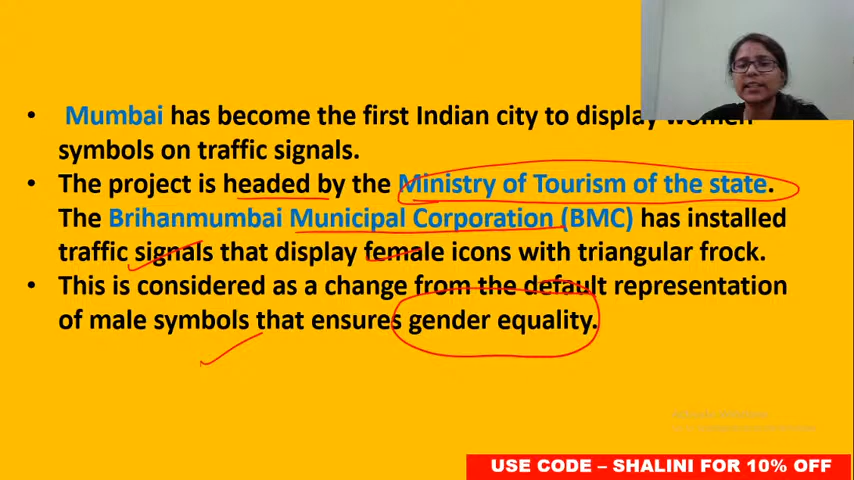 • Mumbai has become the first Indian city to display women
symbols on traffic signals.
• The project is headed by the Ministry of Tourism of the state.
The Brihanmumbai Municipal Corporation (BMC) has installed
traffic signals that display female icons with triangular frock.
• This is considered as a change from the default representation
of male symbols that ensures gender equality.
USE CODE – SHALINI FOR 10% OFF